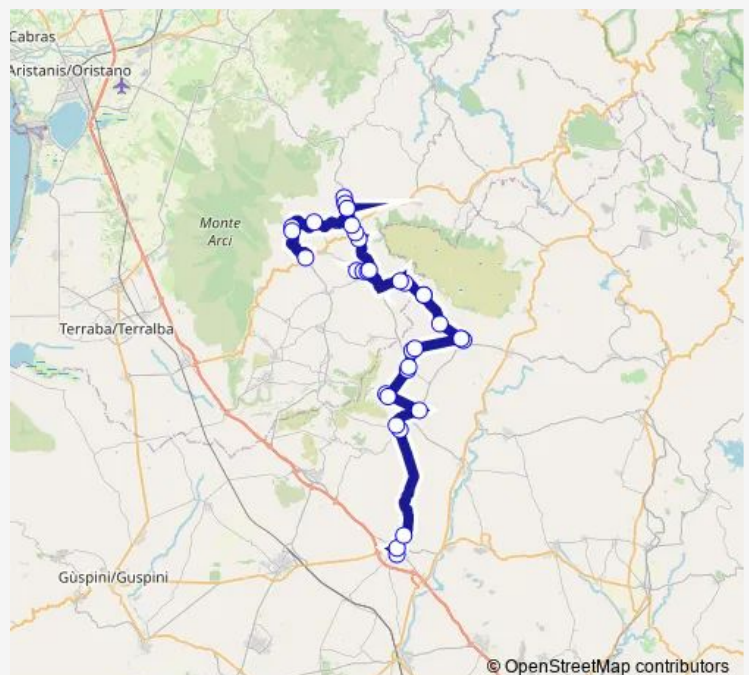 Cabras
Aristanis/Oristano
Monte
Arci
Terraba/Terralba
Gùspini/Guspini
© OpenStreetMap contributors